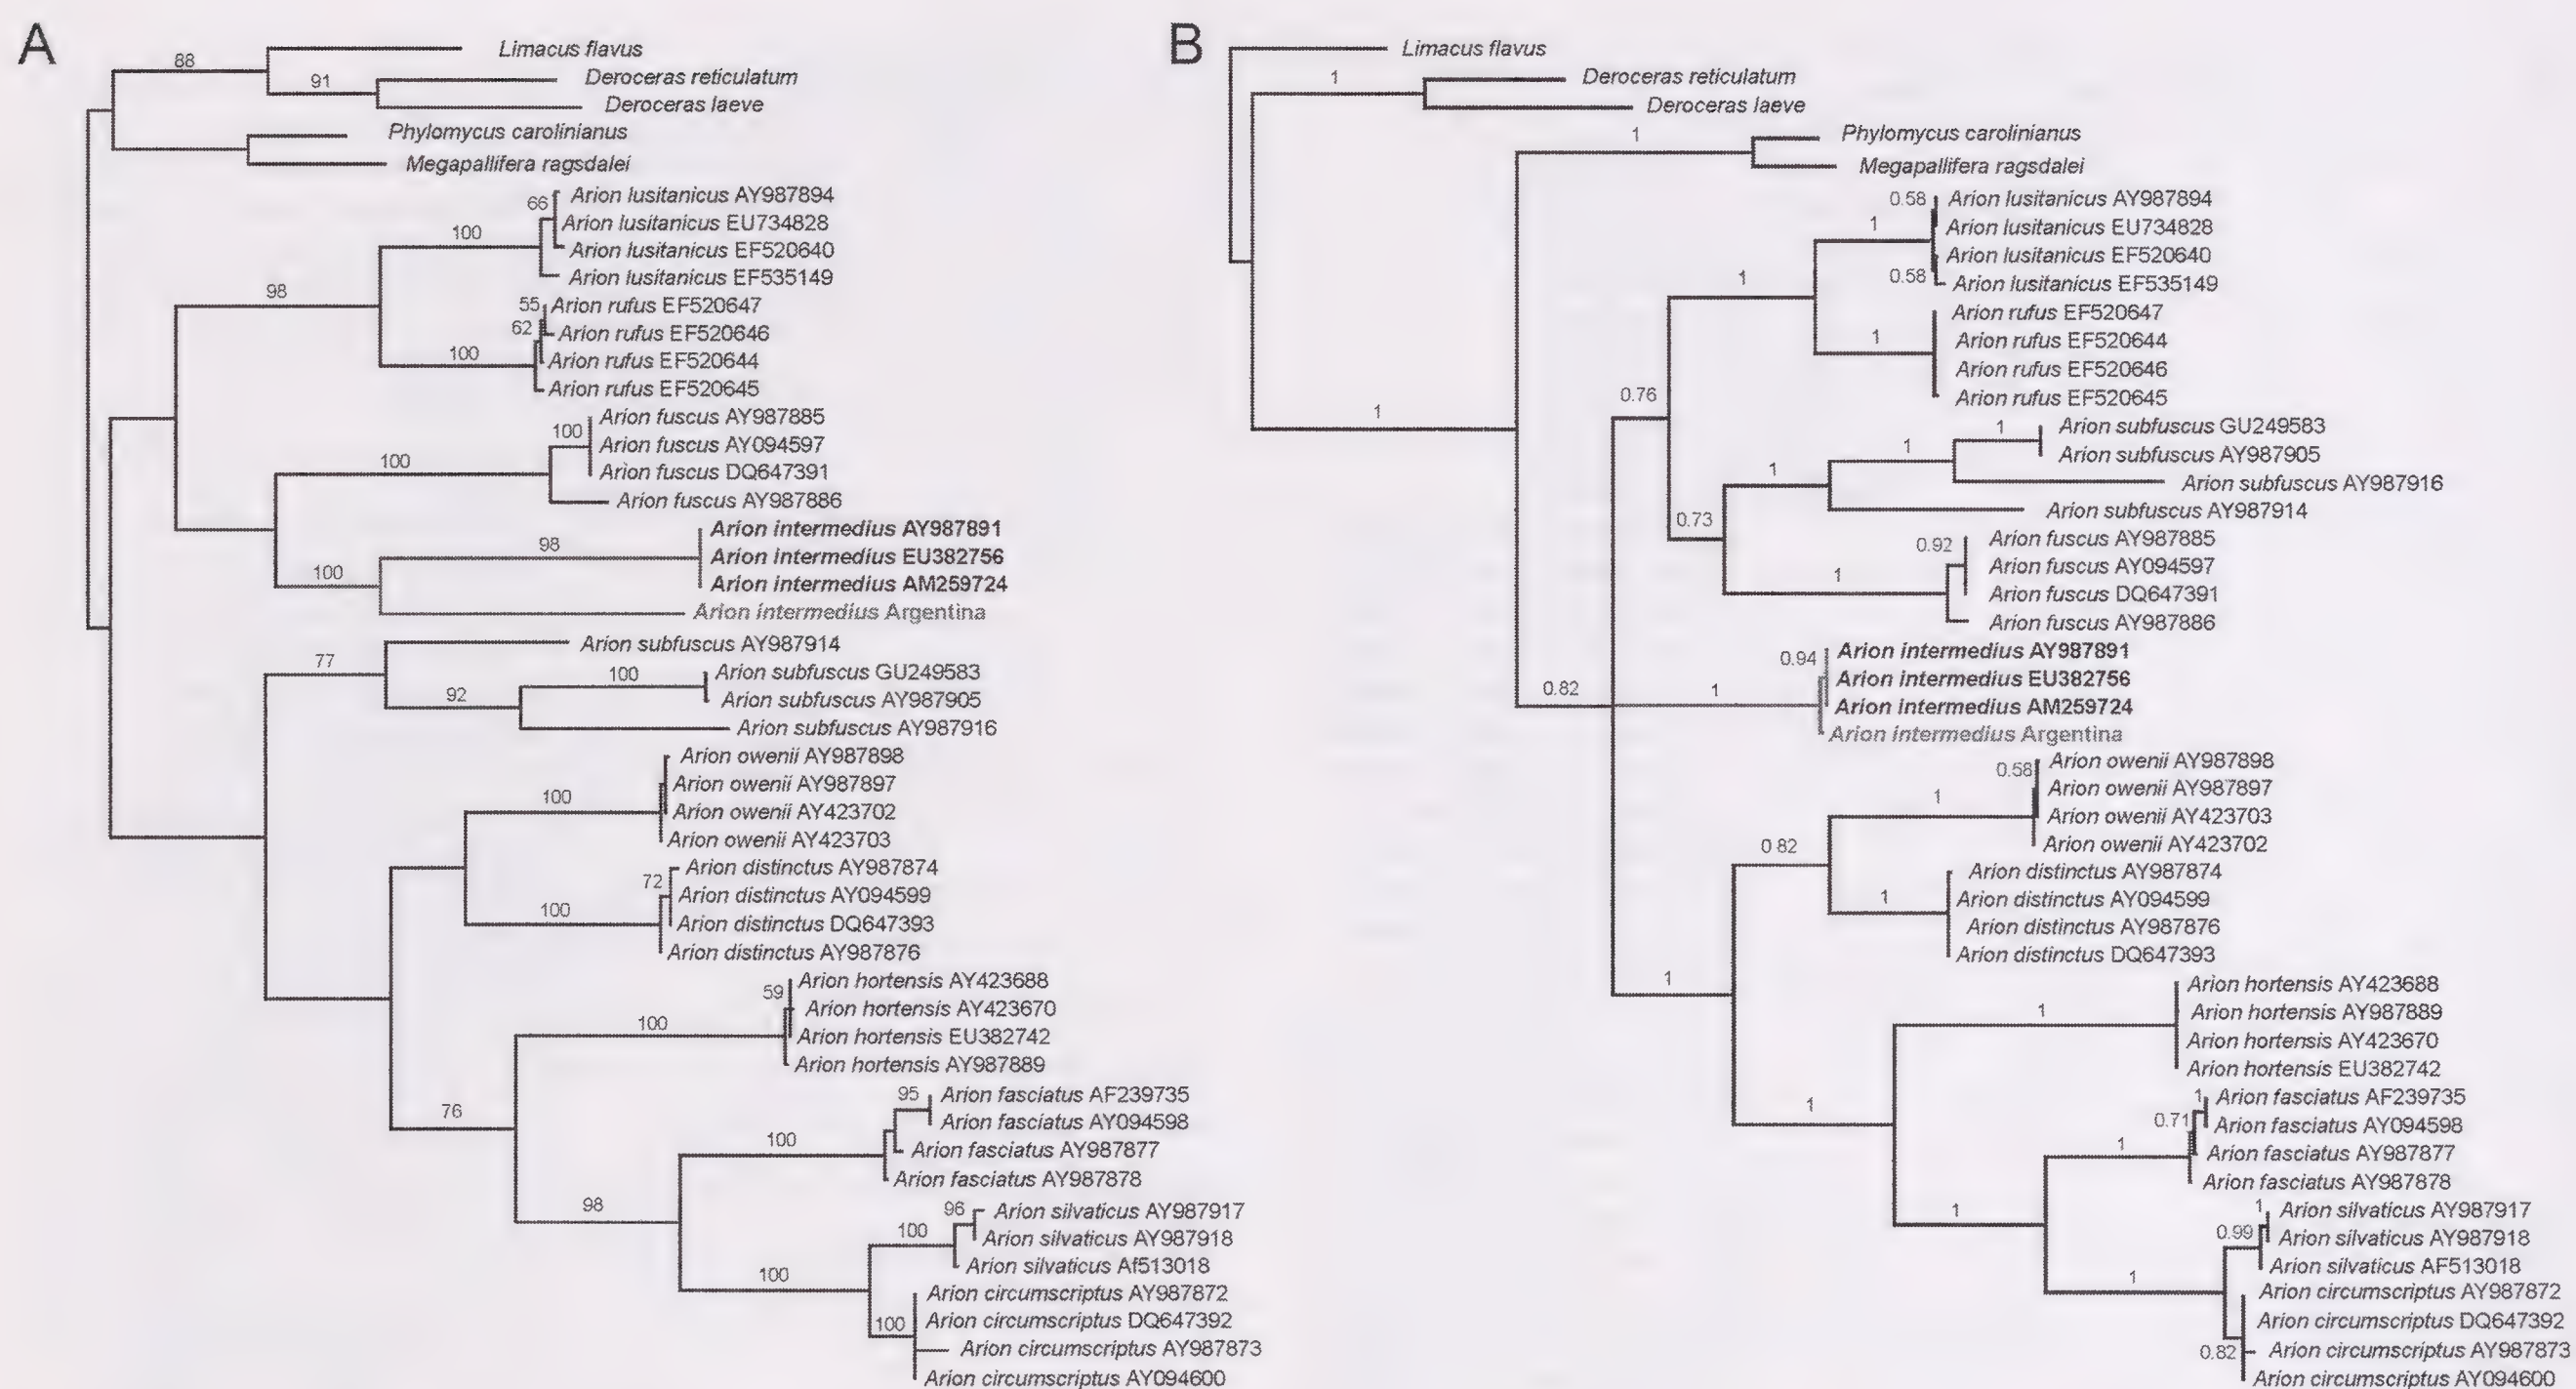 A
88
Limacus flavus
91
Deroceras reticulatum
Deroceras laeve
Phylomycus carolinianus
Megapallifera ragsdalei
66
Arion lusitanicus AY987894
100
Arion lusitanicus EU734828
Arion lusitanicus EF520640
Arion lusitanicus EF535149
98
55
Arion rufus EF520647
62
Arion rufus EF520646
100
Arion rufus EF520644
Arion rufus EF520645
Arion fuscus AY987885
100
Arion fuscus AY094597
100
Arion fuscus DQ647391
Arion fuscus AY987886
Arion intermedius AY987891
98
Arion intermedius EU382756
100
Arion intermedius AM259724
Arion intermedius Argentina
Arion subfuscus AY987914
77
Arion subfuscus GU249583
100
92
Arion subfuscus AY987905
Arion subfuscus AY987916
Arion owenii AY987898
Arion owenii AY987897
100
Arion owenii AY423702
Arion owenii AY423703
Arion distinctus AY987874
72
Arion distinctus AY094599
100
Arion distinctus DQ647393
Arion distinctus AY987876
Arion hortensis AY423688
59
Arion hortensis AY423670
100
Arion hortensis EU382742
Arion hortensis AY987889
95
Arion fasciatus AF239735
76
Arion fasciatus AY094598
100
Arion fasciatus AY987877
Arion fasciatus AY987878
98
96
Arion silvaticus AY987917
100
Arion silvaticus AY987918
Arion silvaticus Af513018
100
Arion circumscriptus AY987872
100
Arion circumscriptus DQ647392
Arion circumscriptus AY987873
Arion circumscriptus AY094600
B
Limacus flavus
1
Deroceras reticulatum
Deroceras laeve
1
Phylomycus carolinianus
Megapallifera ragsdalei
0.58
Arion lusitanicus AY987894
1
Arion lusitanicus EU734828
Arion lusitanicus EF520640
0.58
Arion lusitanicus EF535149
1
Arion rufus EF520647
1
Arion rufus EF520644
Arion rufus EF520646
Arion rufus EF520645
0.76
1
Arion subfuscus GU249583
1
1
Arion subfuscus AY987905
1
Arion subfuscus AY987916
Arion subfuscus AY987914
0.73
Arion fuscus AY987885
0.92
Arion fuscus AY094597
1
Arion fuscus DQ647391
Arion fuscus AY987886
Arion intermedius AY987891
0.94
Arion intermedius EU382756
0.82
1
Arion intermedius AM259724
Arion intermedius Argentina
Arion owenii AY987898
0.58
Arion owenii AY987897
1
Arion owenii AY423703
0.82
Arion owenii AY423702
Arion distinctus AY987874
1
Arion distinctus AY094599
Arion distinctus AY987876
Arion distinctus DQ647393
1
Arion hortensis AY423688
1
Arion hortensis AY987889
Arion hortensis AY423670
Arion hortensis EU382742
1
1
Arion fasciatus AF239735
0.71
Arion fasciatus AY094598
1
Arion fasciatus AY987877
Arion fasciatus AY987878
1
1
Arion silvaticus AY987917
0.99
Arion silvaticus AY987918
Arion silvaticus AF513018
1
Arion circumscriptus AY987872
Arion circumscriptus DQ647392
0.82
Arion circumscriptus AY987873
Arion circumscriptus AY094600